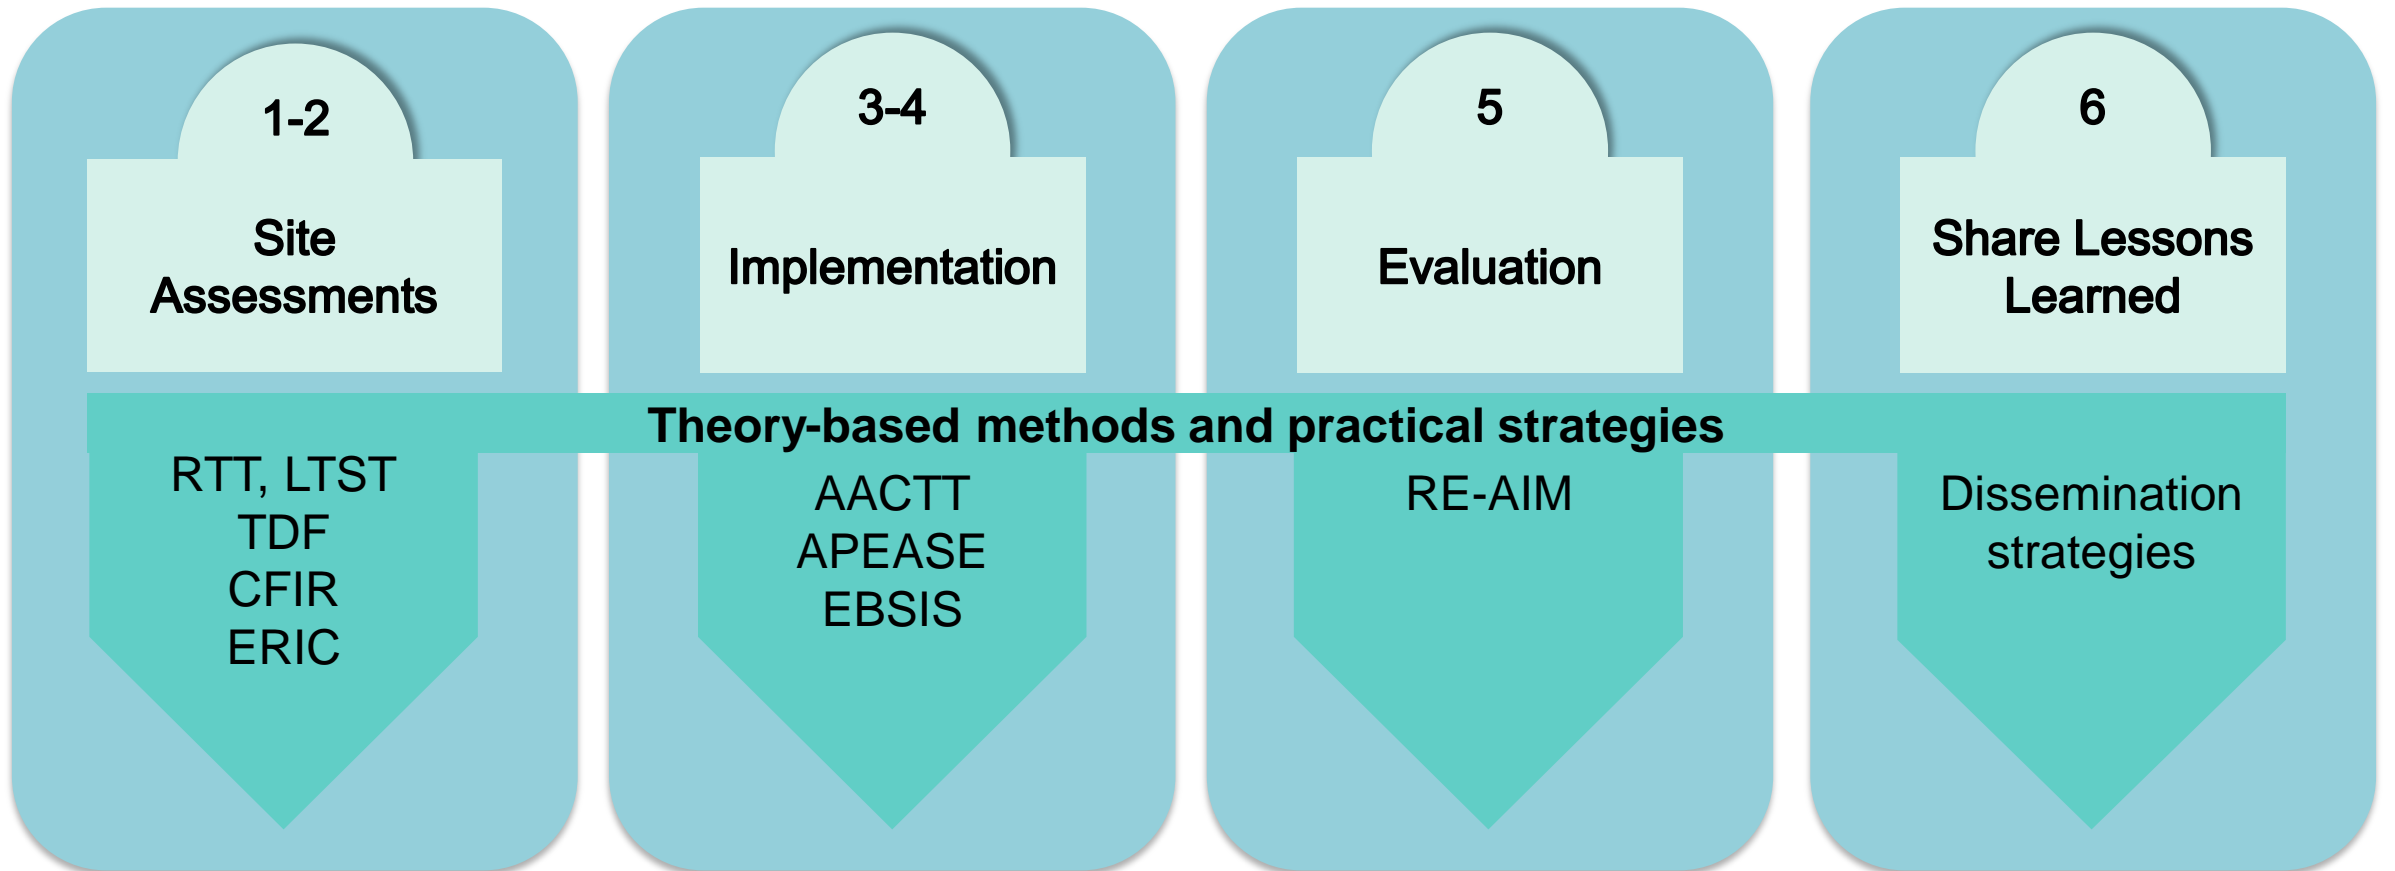 1-2
Site
Assessments
3-4
Implementation
5
Evaluation
6
Share Lessons
Learned
Theory-based methods and practical strategies
RTT, LTST
TDF
CFIR
ERIC
AACTT
APEASE
EBSIS
RE-AIM
Dissemination
strategies